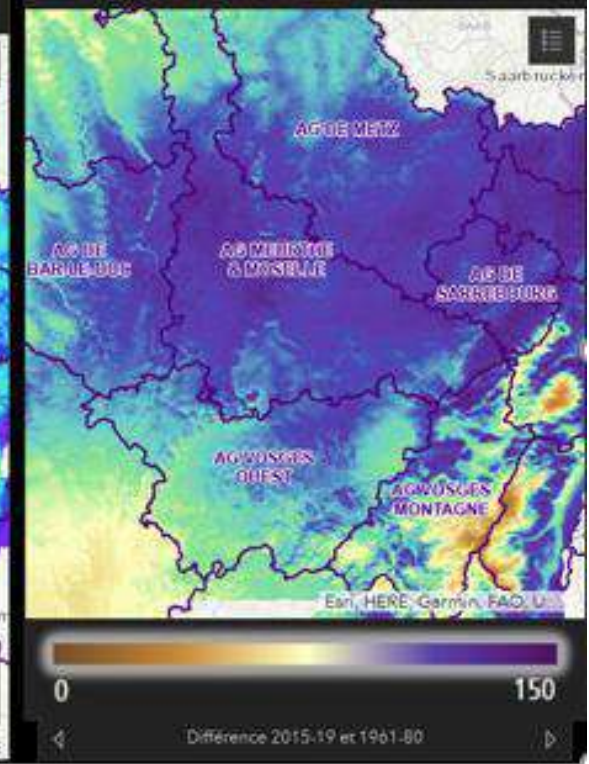 Saarbrücken
AG DE METZ
AG DE
BAR-LE-DUC
AG MEURTHE
& MOSELLE
AG DE
SARREBOURG
AG VOSGES
OUEST
AG VOSGES
MONTAGNE
Esri, HERE, Garmin, FAO, U...
0
150
Différence 2015-19 et 1961-80